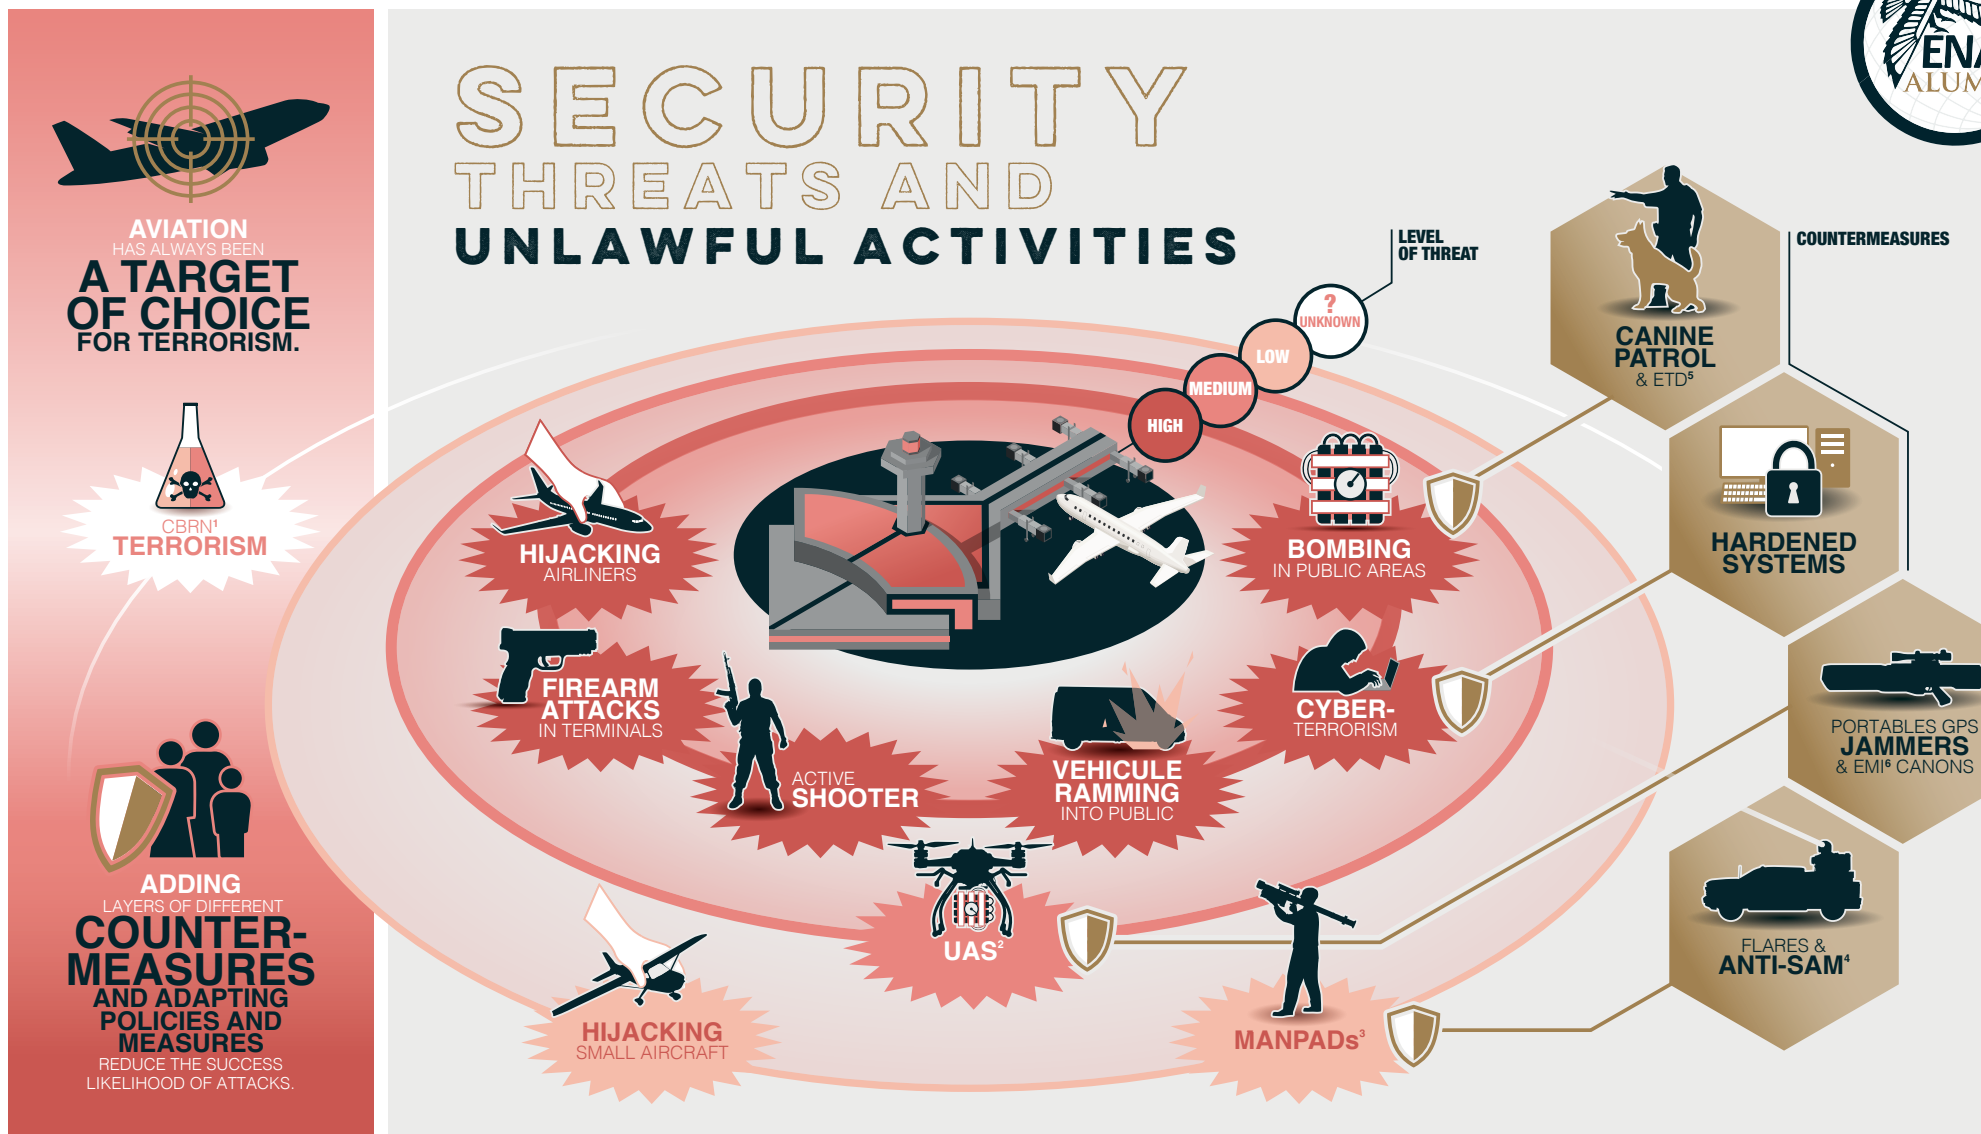 AVIATION
HAS ALWAYS BEEN
A TARGET
OF CHOICE
FOR TERRORISM.
CBRN¹
TERRORISM
ADDING
LAYERS OF DIFFERENT
COUNTER-
MEASURES
AND ADAPTING
POLICIES AND
MEASURES
REDUCE THE SUCCESS
LIKELIHOOD OF ATTACKS.
SECURITY
THREATS AND
UNLAWFUL ACTIVITIES
LEVEL
OF THREAT
?
UNKNOWN
LOW
MEDIUM
HIGH
HIJACKING
AIRLINERS
BOMBING
IN PUBLIC AREAS
FIREARM
ATTACKS
IN TERMINALS
ACTIVE
SHOOTER
VEHICULE
RAMMING
INTO PUBLIC
CYBER-
TERRORISM
UAS²
HIJACKING
SMALL AIRCRAFT
MANPADs³
COUNTERMEASURES
CANINE
PATROL
& ETD⁵
HARDENED
SYSTEMS
PORTABLES GPS
JAMMERS
& EMI⁶ CANONS
FLARES &
ANTI-SAM⁴